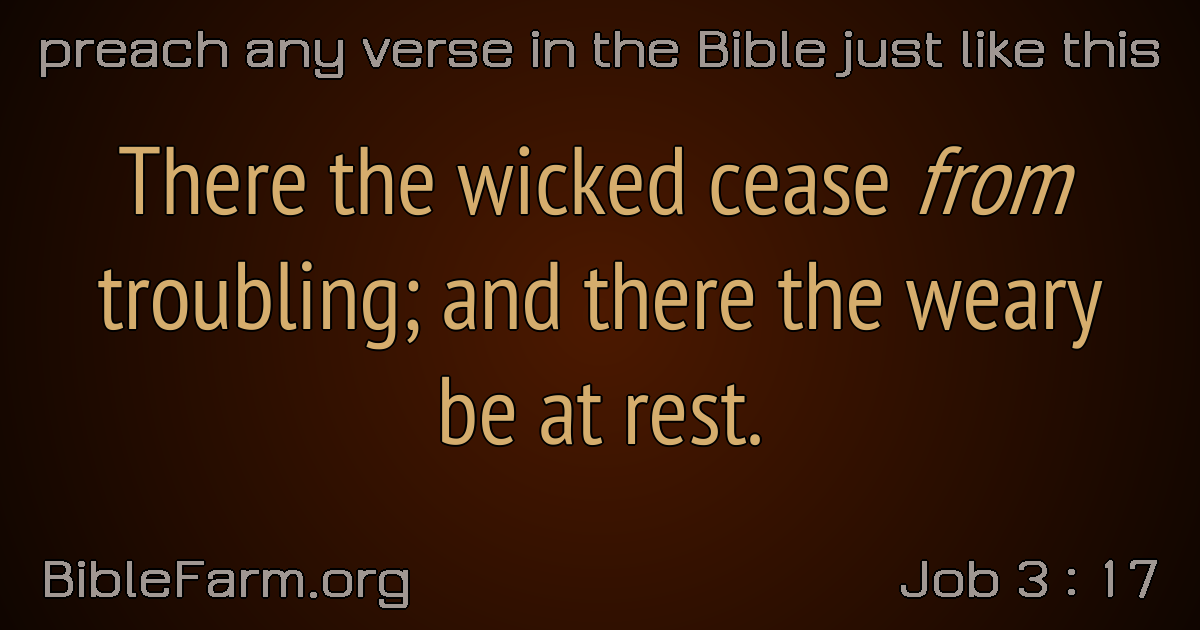 preach any verse in the Bible just like this
There the wicked cease from
troubling; and there the weary
be at rest.
BibleFarm.org
Job 3 : 17